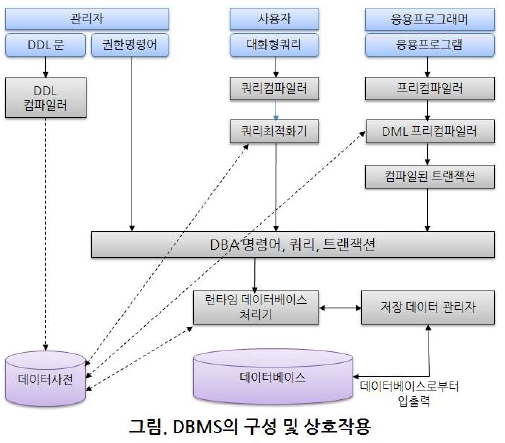 관리자
사용자
응용프로그래머
DDL 문
권한명령어
대화형쿼리
응용프로그램
DDL
컴파일러
쿼리컴파일러
프리컴파일러
쿼리최적화기
DML 프리컴파일러
컴파일된 트랜잭션
DBA 명령어, 쿼리, 트랜잭션
런타임 데이터베이스
처리기
저장 데이터 관리자
데이터사전
데이터베이스
데이터베이스로부터
입출력
그림. DBMS의 구성 및 상호작용